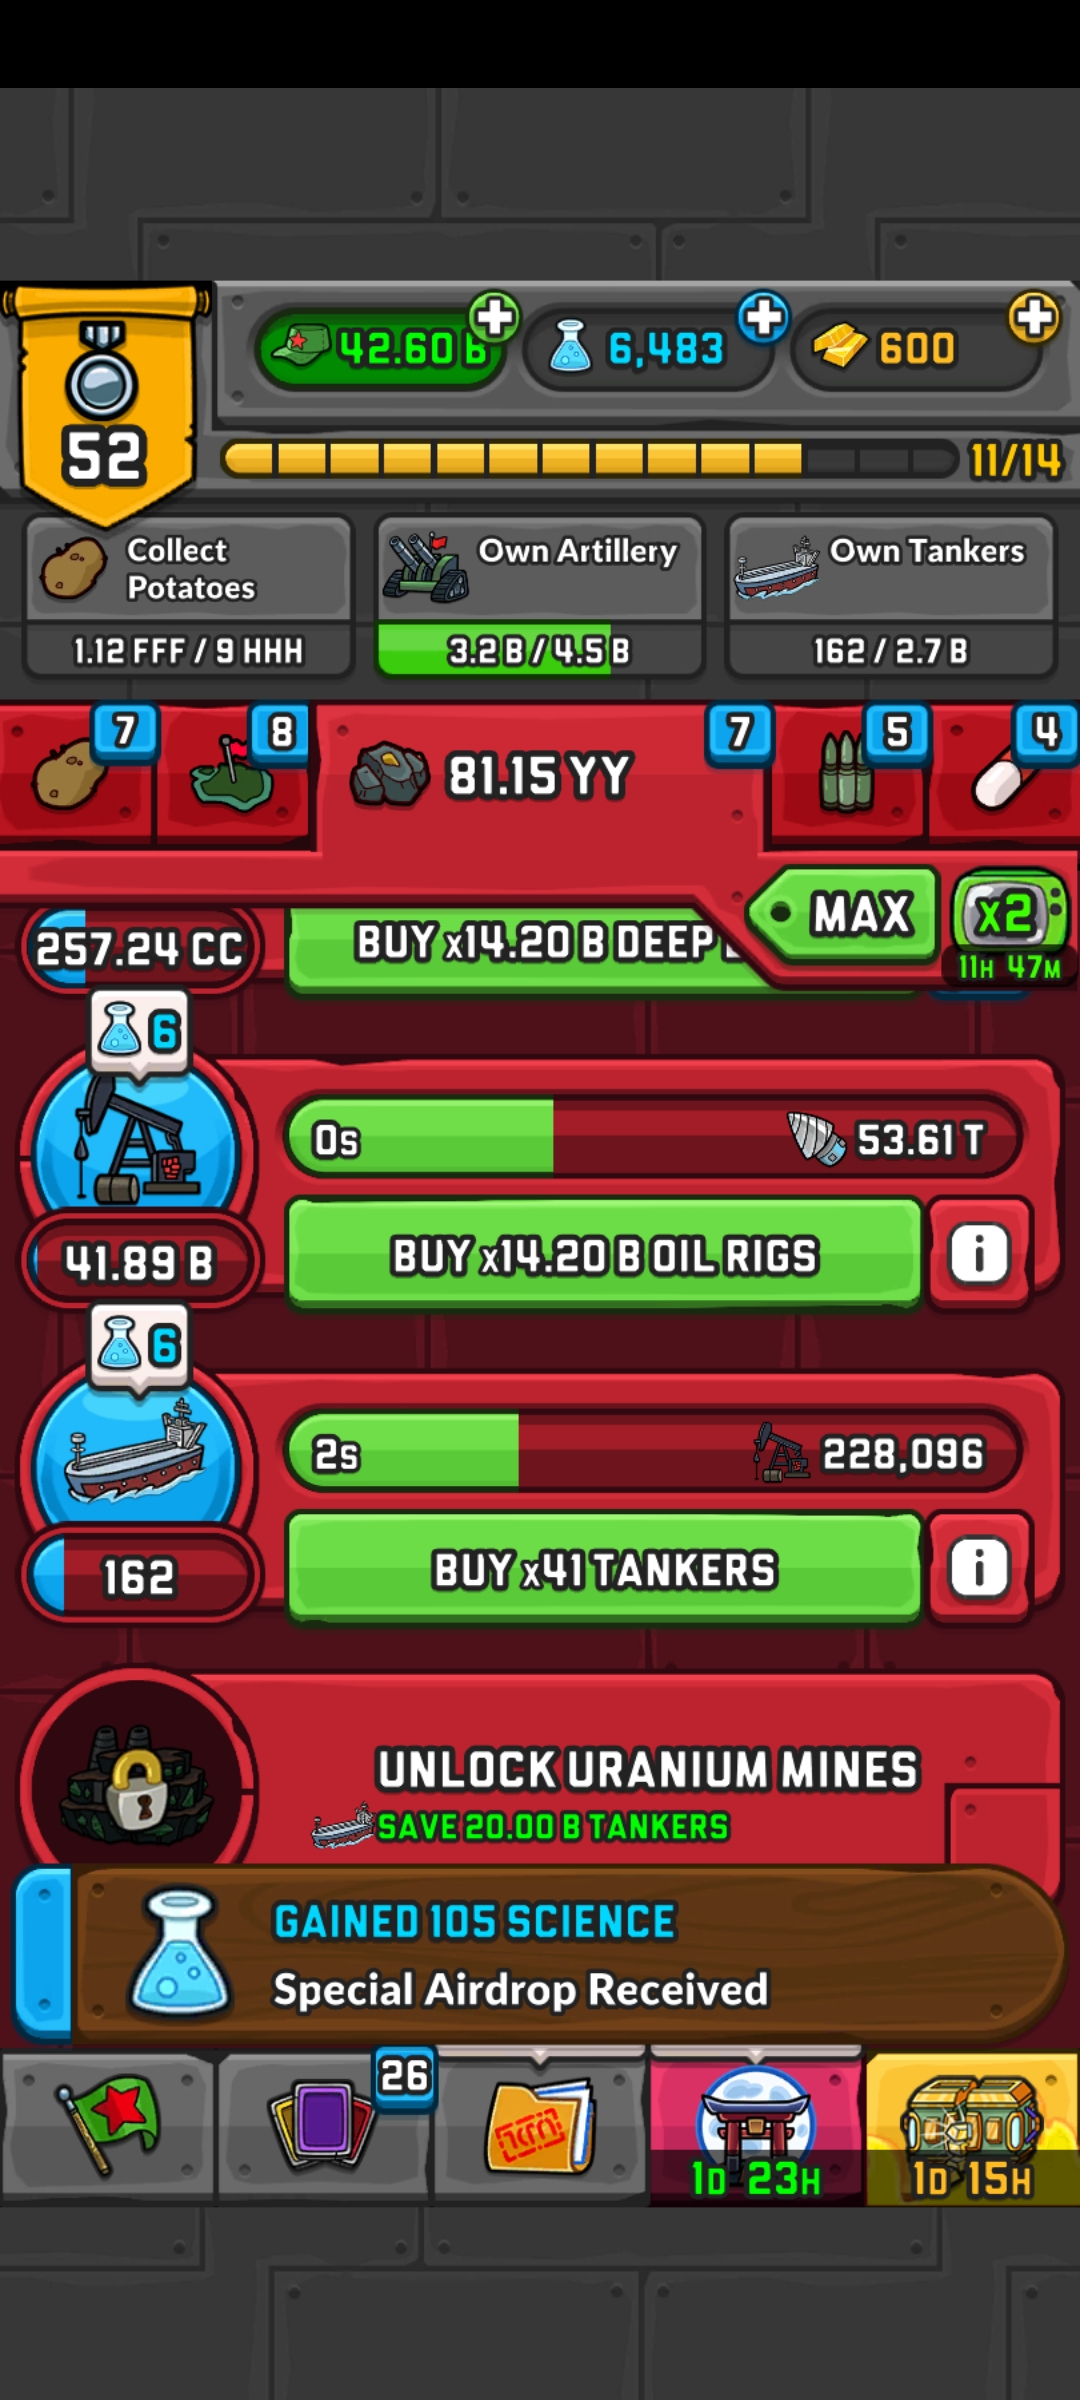 42.60 B
6,483
600
52
11/14
Collect
Potatoes
1.12 FFF / 9 HHH
Own Artillery
3.2 B / 4.5 B
Own Tankers
162 / 2.7 B
7
8
81.15 YY
7
5
4
MAX
x2
11H 47M
257.24 CC
BUY x14.20 B DEEP
6
0s
53.61 T
41.89 B
BUY x14.20 B OIL RIGS
i
6
2s
228,096
162
BUY x41 TANKERS
i
UNLOCK URANIUM MINES
SAVE 20.00 B TANKERS
GAINED 105 SCIENCE
Special Airdrop Received
26
1D 23H
1D 15H